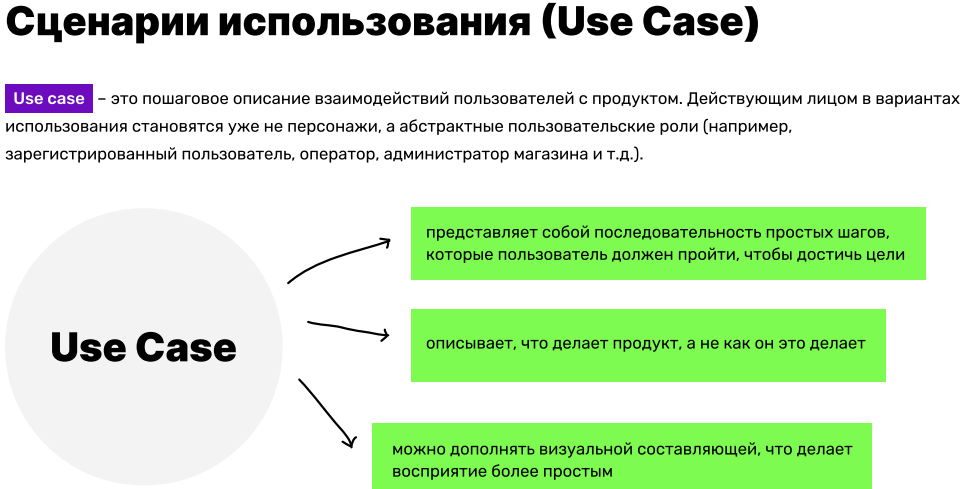 Сценарии использования (Use Case)
Use case – это пошаговое описание взаимодействий пользователей с продуктом. Действующим лицом в вариантах
использования становятся уже не персонажи, а абстрактные пользовательские роли (например,
зарегистрированный пользователь, оператор, администратор магазина и т.д.).
представляет собой последовательность простых шагов,
которые пользователь должен пройти, чтобы достичь цели
Use Case
описывает, что делает продукт, а не как он это делает
можно дополнять визуальной составляющей, что делает
восприятие более простым